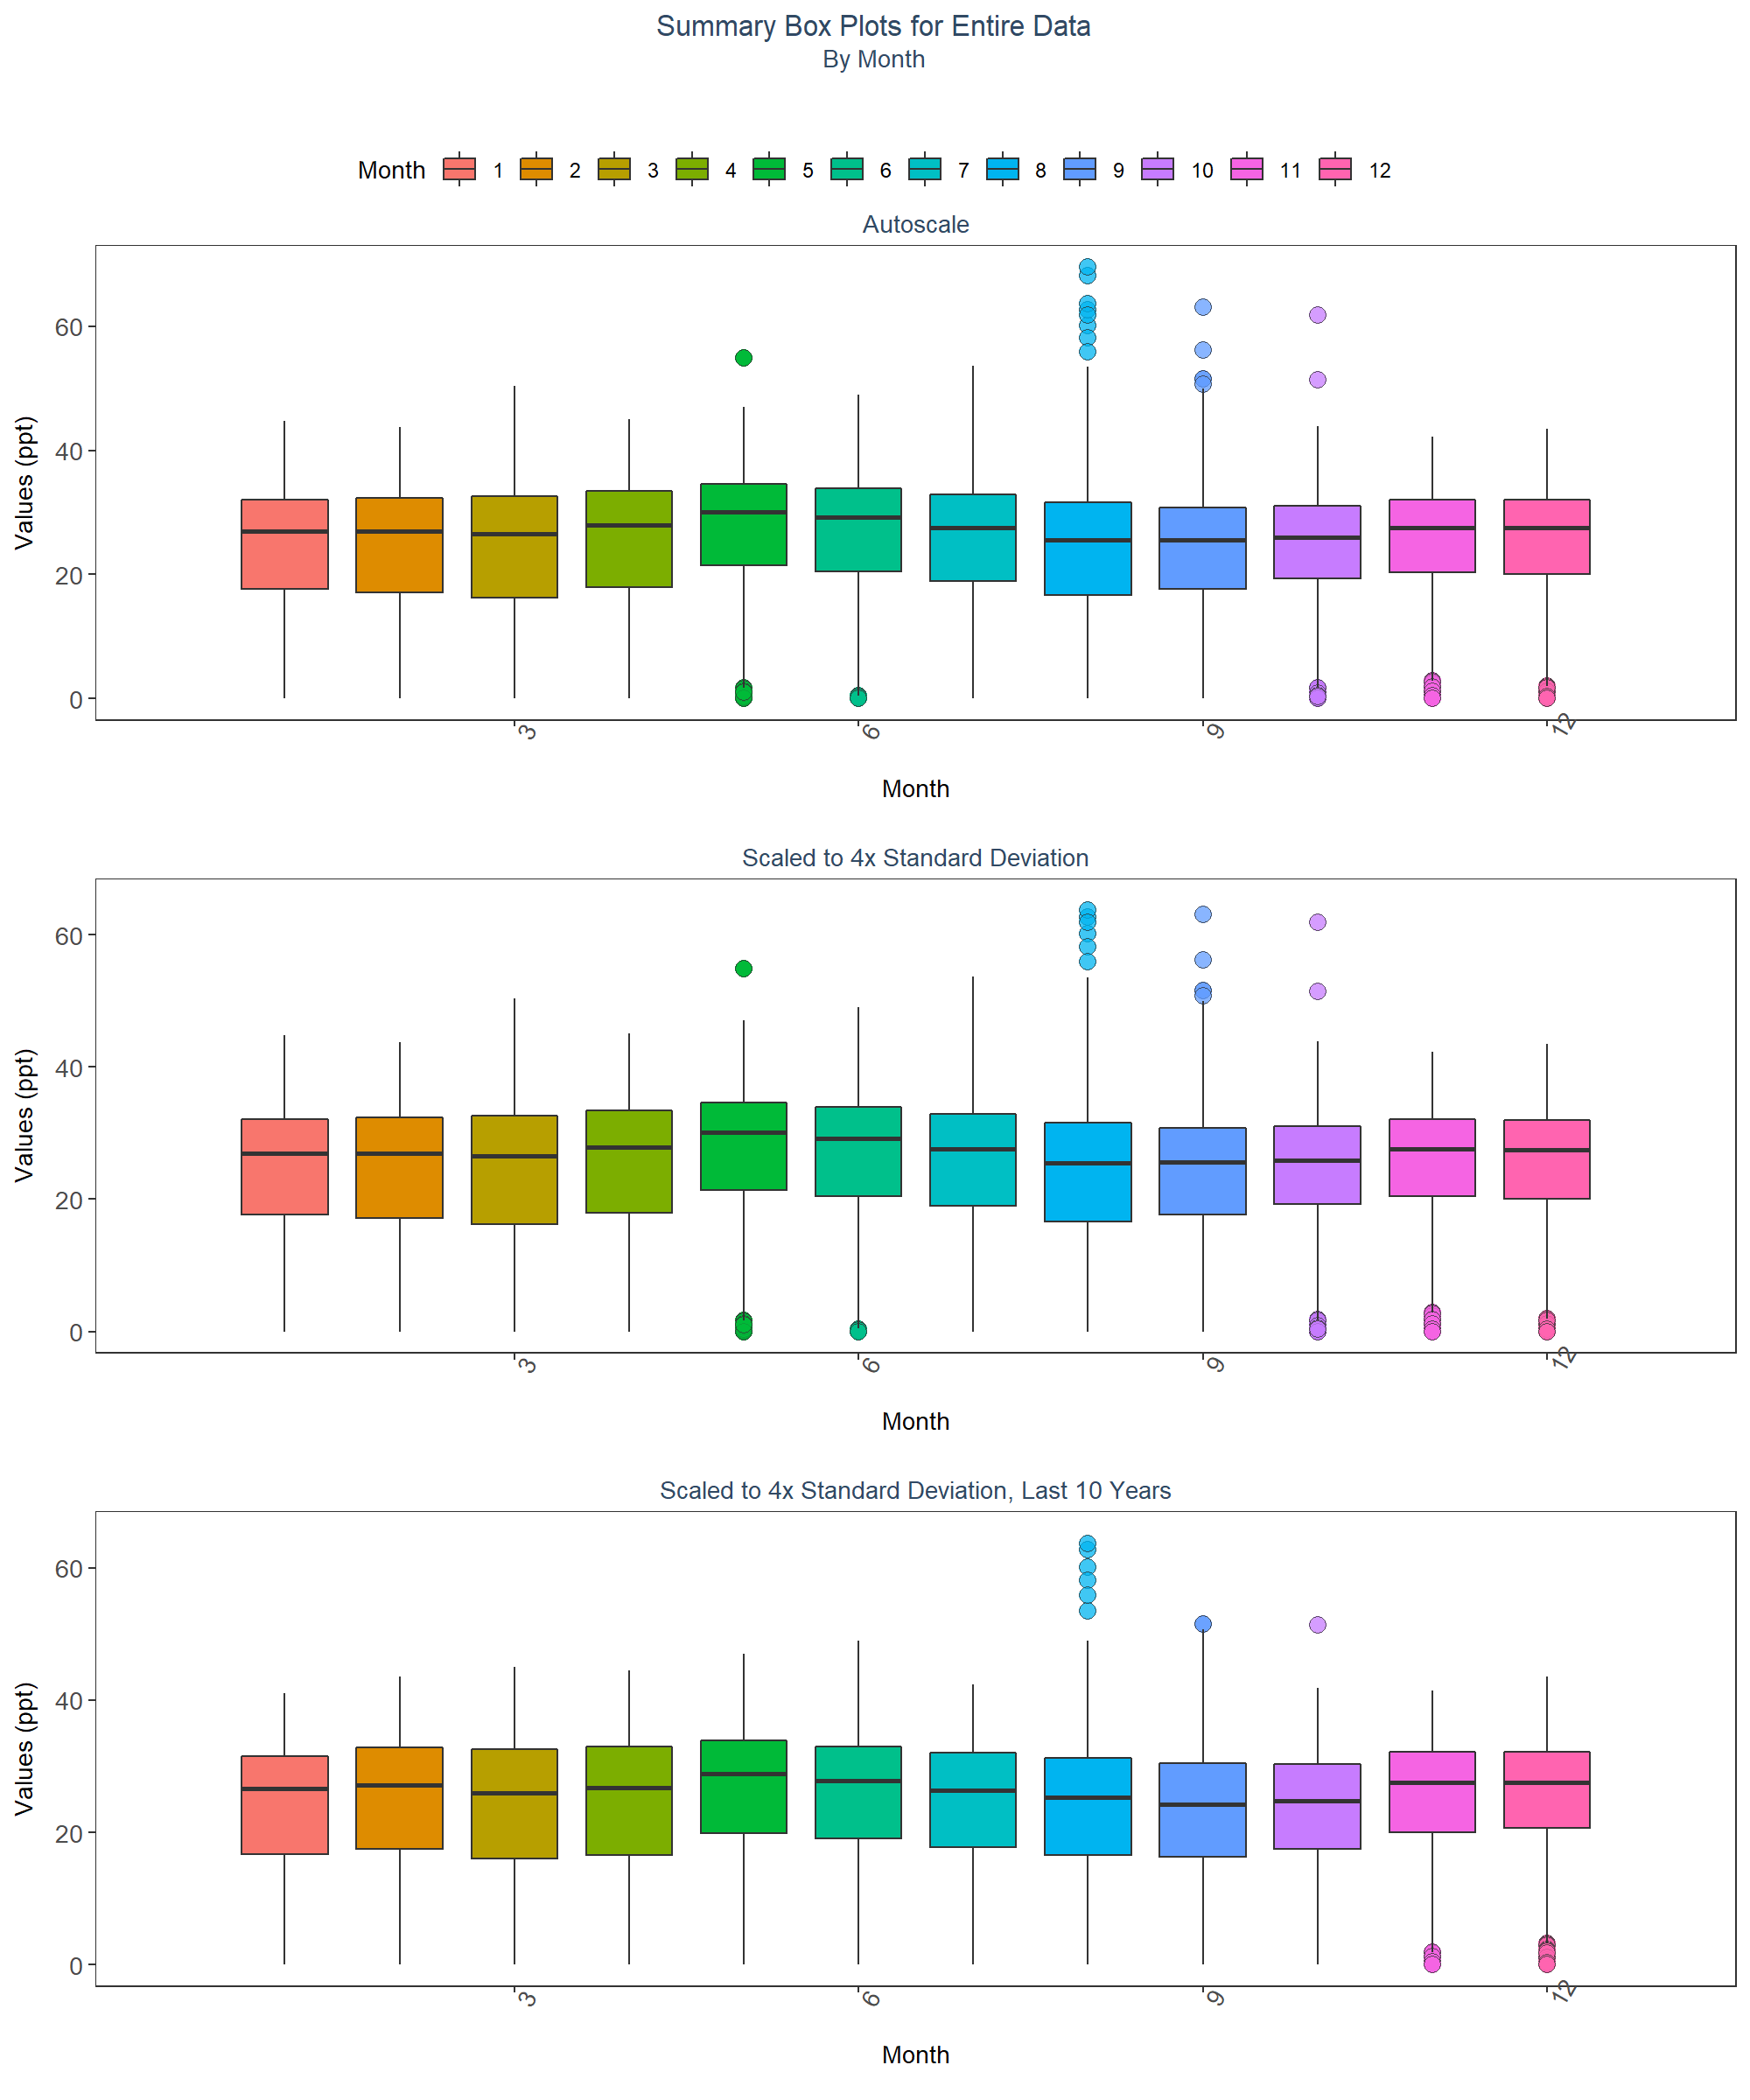 Summary Box Plots for Entire Data
By Month
Month 1 2 3 4 5 6 7 8 9 10 11 12
Autoscale
Values (ppt)
60
40
20
0
3 6 9 12
Month
Scaled to 4x Standard Deviation
Values (ppt)
60
40
20
0
3 6 9 12
Month
Scaled to 4x Standard Deviation, Last 10 Years
Values (ppt)
60
40
20
0
3 6 9 12
Month